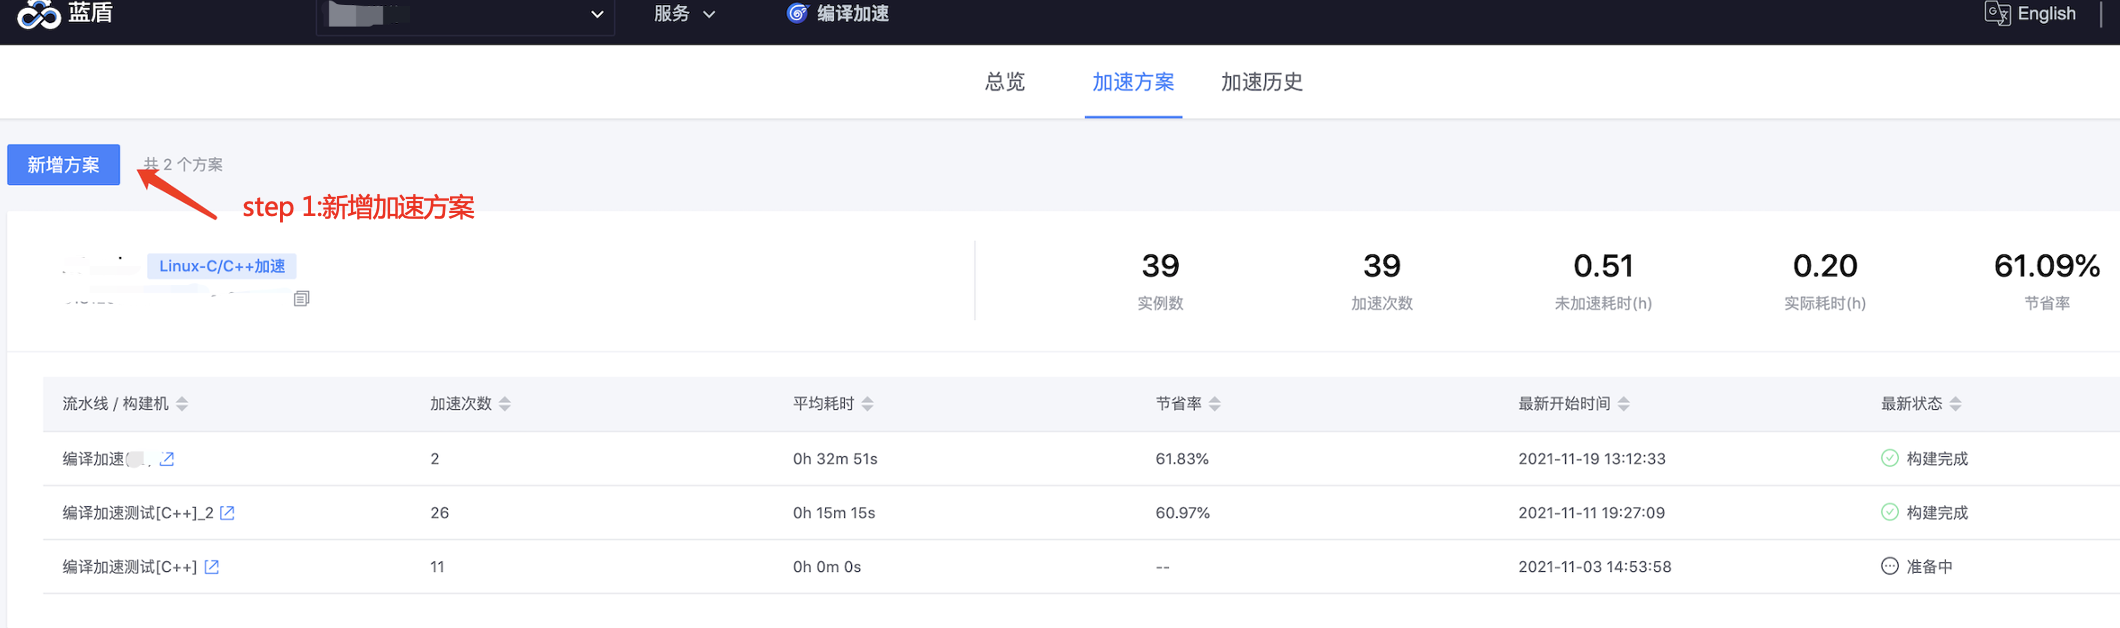 蓝盾
服务
编译加速
English
总览
加速方案
加速历史
新增方案
共 2 个方案
step 1:新增加速方案
Linux-C/C++加速
39
39
0.51
0.20
61.09%
实例数
加速次数
未加速耗时(h)
实际耗时(h)
节省率
流水线 / 构建机
加速次数
平均耗时
节省率
最新开始时间
最新状态
编译加速
2
0h 32m 51s
61.83%
2021-11-19 13:12:33
构建完成
编译加速测试[C++]_2
26
0h 15m 15s
60.97%
2021-11-11 19:27:09
构建完成
编译加速测试[C++]
11
0h 0m 0s
--
2021-11-03 14:53:58
准备中